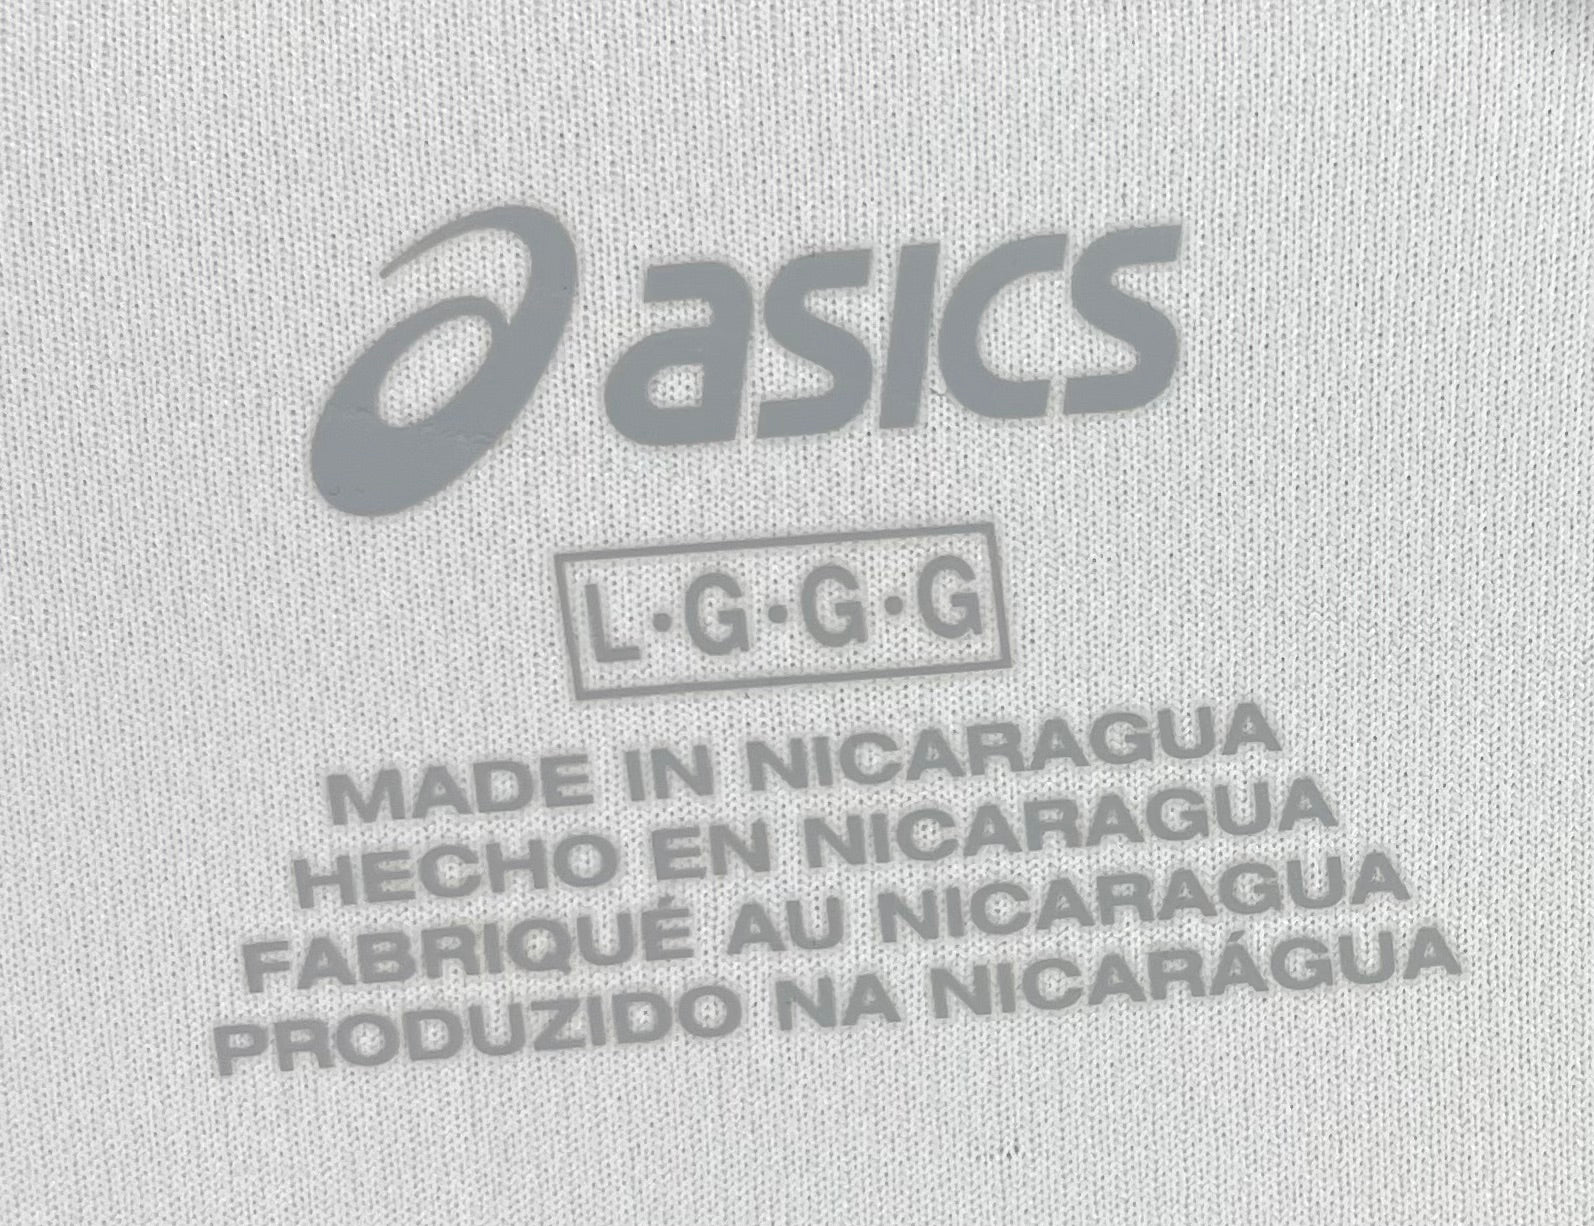 asics
L·G·G·G
MADE IN NICARAGUA
HECHO EN NICARAGUA
FABRIQUÉ AU NICARAGUA
PRODUZIDO NA NICARÁGUA